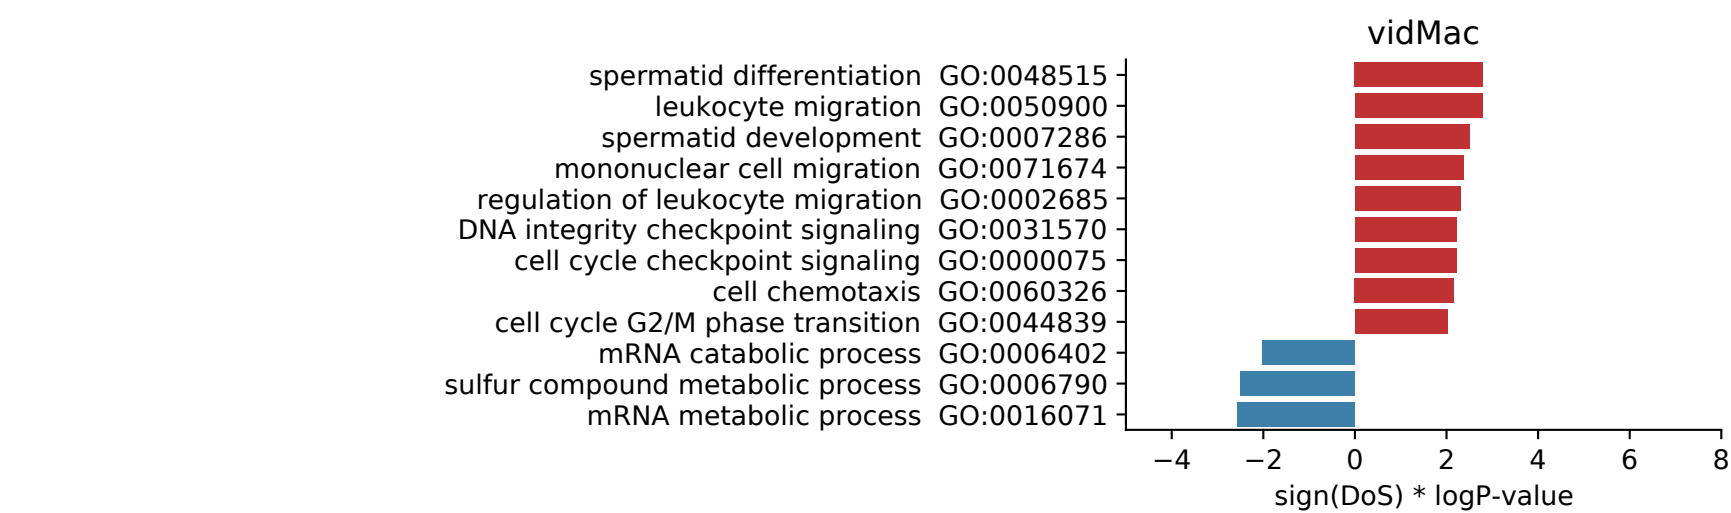 vidMac
spermatid differentiation GO:0048515
leukocyte migration GO:0050900
spermatid development GO:0007286
mononuclear cell migration GO:0071674
regulation of leukocyte migration GO:0002685
DNA integrity checkpoint signaling GO:0031570
cell cycle checkpoint signaling GO:0000075
cell chemotaxis GO:0060326
cell cycle G2/M phase transition GO:0044839
mRNA catabolic process GO:0006402
sulfur compound metabolic process GO:0006790
mRNA metabolic process GO:0016071
−4 −2 0 2 4 6 8
sign(DoS) * logP-value